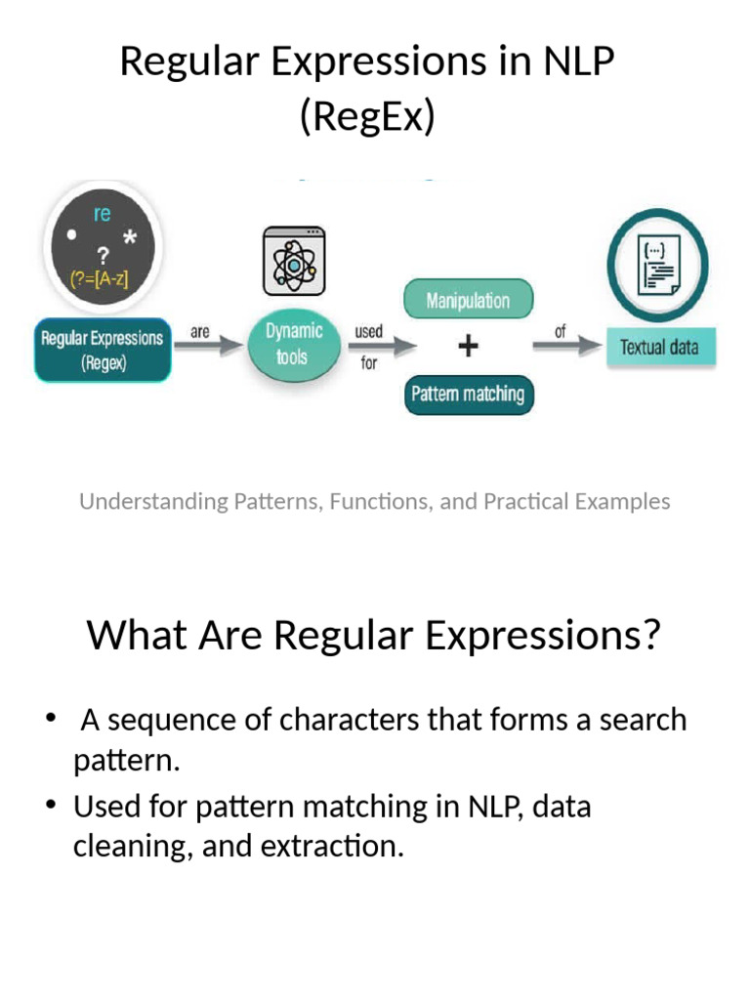 Regular Expressions in NLP
(RegEx)
re
. *
?
(?=[A-z]
Regular Expressions
(Regex)
are
Dynamic
tools
used
for
Manipulation
+
Pattern matching
of
{···}
Textual data
Understanding Patterns, Functions, and Practical Examples
What Are Regular Expressions?
• A sequence of characters that forms a search
pattern.
• Used for pattern matching in NLP, data
cleaning, and extraction.